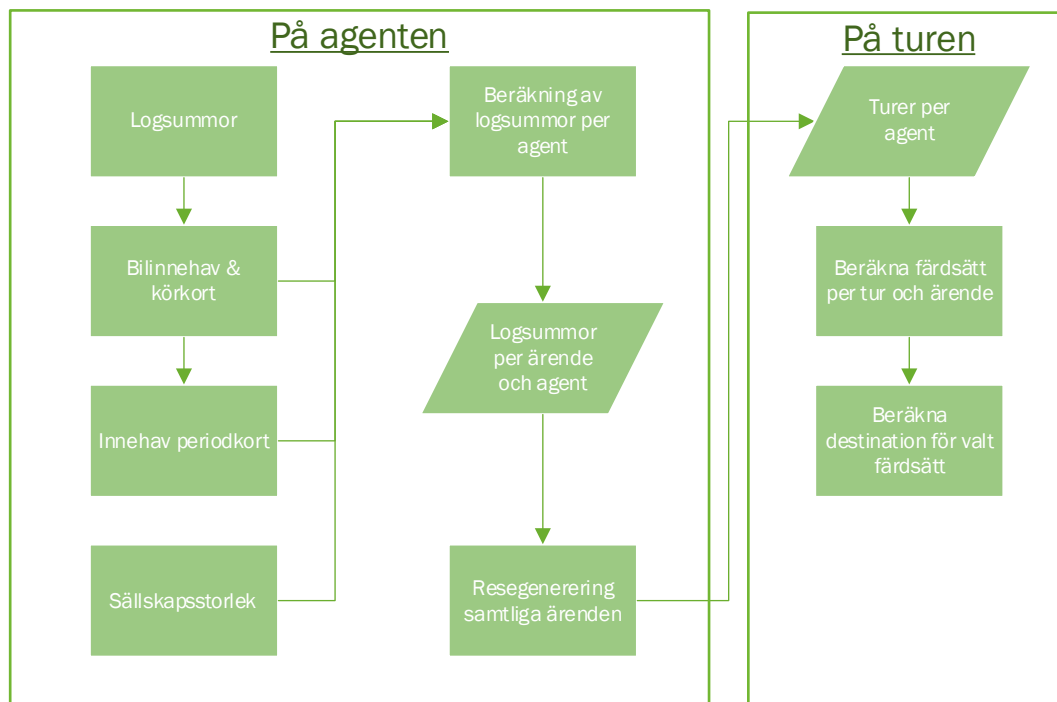 På agenten
Logsummor
Bilinnehav &
körkort
Innehav periodkort
Sällskapsstorlek
Beräkning av
logsummor per
agent
Logsummor
per ärende
och agent
Resegenerering
samtliga ärenden
På turen
Turer per
agent
Beräkna färdsätt
per tur och ärende
Beräkna
destination för valt
färdsätt